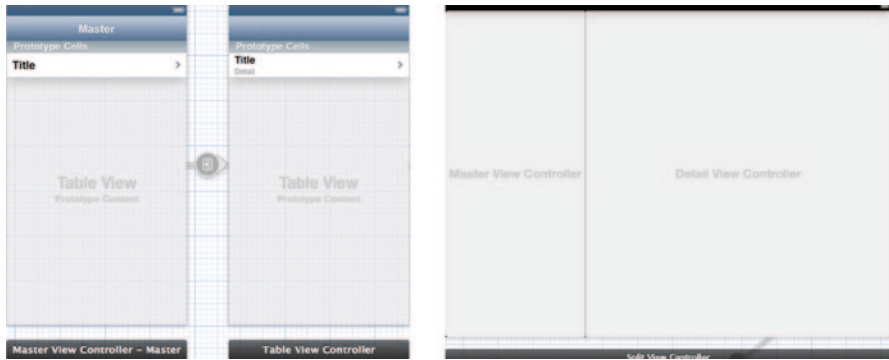 Master
Prototype Cells
Title
Table View
Prototype Content
Master View Controller – Master
Prototype Cells
Title
Detail
Table View
Prototype Content
Table View Controller
Master View Controller
Detail View Controller
Split View Controller